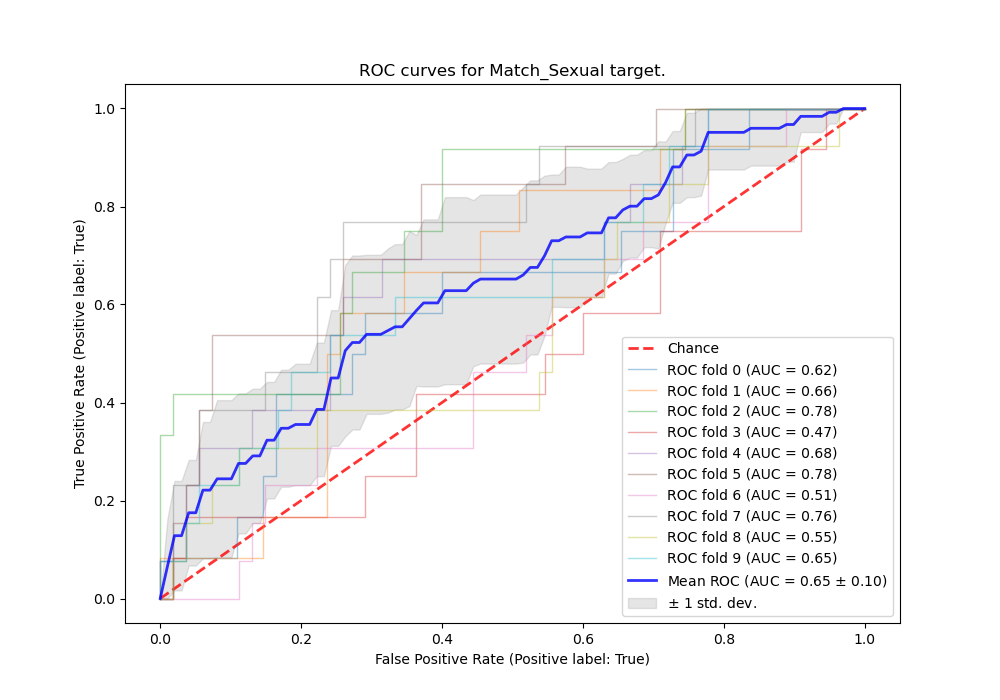 ROC curves for Match_Sexual target.
True Positive Rate (Positive label: True)
1.0
0.8
0.6
0.4
0.2
0.0
Chance
ROC fold 0 (AUC = 0.62)
ROC fold 1 (AUC = 0.66)
ROC fold 2 (AUC = 0.78)
ROC fold 3 (AUC = 0.47)
ROC fold 4 (AUC = 0.68)
ROC fold 5 (AUC = 0.78)
ROC fold 6 (AUC = 0.51)
ROC fold 7 (AUC = 0.76)
ROC fold 8 (AUC = 0.55)
ROC fold 9 (AUC = 0.65)
Mean ROC (AUC = 0.65 ± 0.10)
± 1 std. dev.
0.0 0.2 0.4 0.6 0.8 1.0
False Positive Rate (Positive label: True)